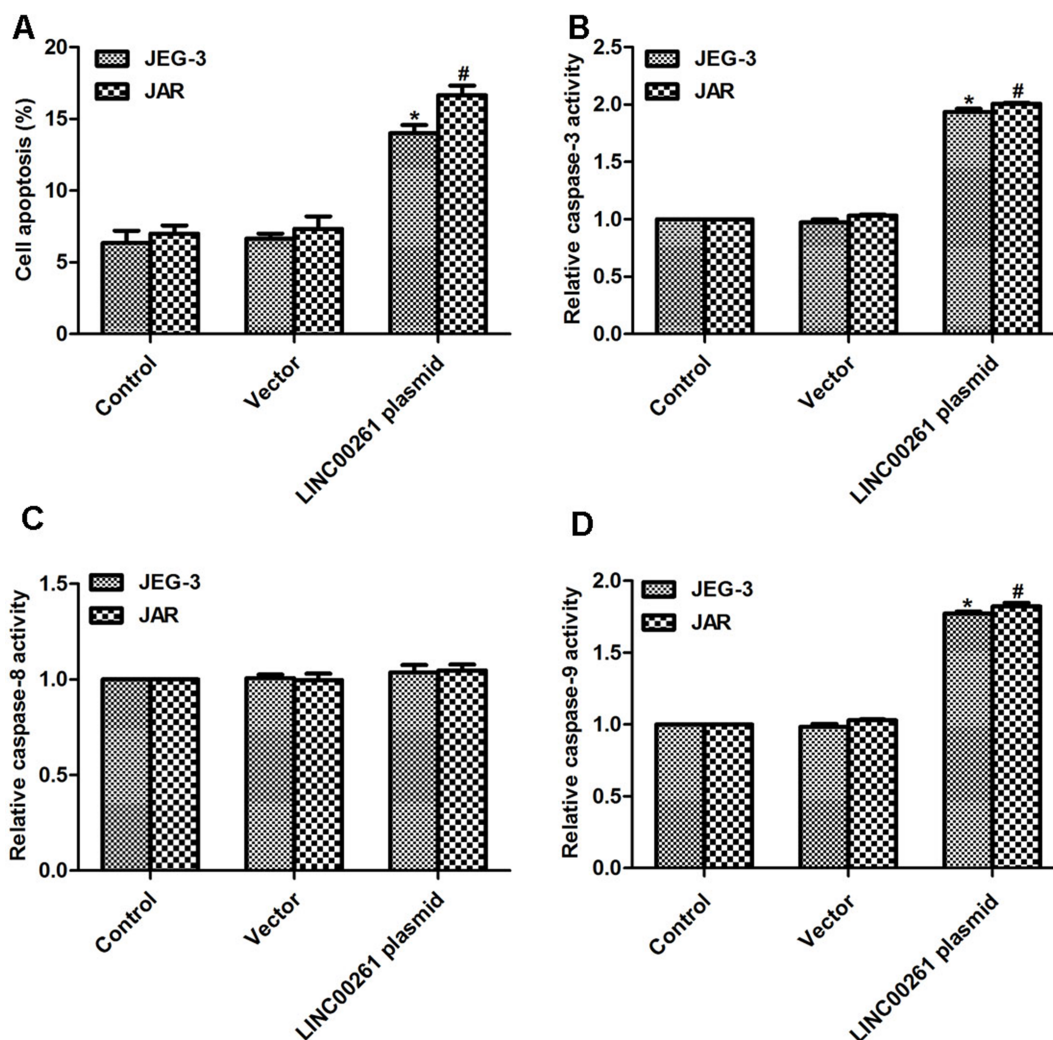 A
JEG-3
JAR
Cell apoptosis (%)
20
15
10
5
0
*
#
Control
Vector
LINC00261 plasmid
B
JEG-3
JAR
Relative caspase-3 activity
2.5
2.0
1.5
1.0
0.5
0.0
*
#
Control
Vector
LINC00261 plasmid
C
JEG-3
JAR
Relative caspase-8 activity
1.5
1.0
0.5
0.0
Control
Vector
LINC00261 plasmid
D
JEG-3
JAR
Relative caspase-9 activity
2.0
1.5
1.0
0.5
0.0
*
#
Control
Vector
LINC00261 plasmid